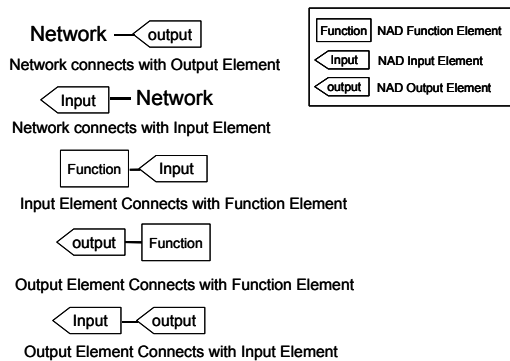 Network output
Network connects with Output Element
Input Network
Network connects with Input Element
Function Input
Input Element Connects with Function Element
output Function
Output Element Connects with Function Element
Input output
Output Element Connects with Input Element
Function NAD Function Element
Input NAD Input Element
output NAD Output Element